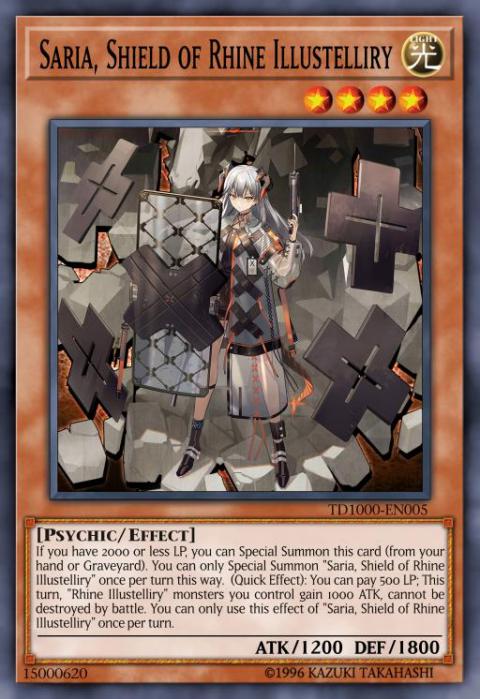 SARIA, SHIELD OF RHINE ILLUSTELLIRY
LIGHT
光
TD1000-EN005
[PSYCHIC/EFFECT]
If you have 2000 or less LP, you can Special Summon this card (from your
hand or Graveyard). You can only Special Summon "Saria, Shield of Rhine
Illustelliry" once per turn this way. (Quick Effect): You can pay 500 LP; This
turn, "Rhine Illustelliry" monsters you control gain 1000 ATK, cannot be
destroyed by battle. You can only use this effect of "Saria, Shield of Rhine
Illustelliry" once per turn.
ATK/1200 DEF/1800
15000620 ©1996 KAZUKI TAKAHASHI